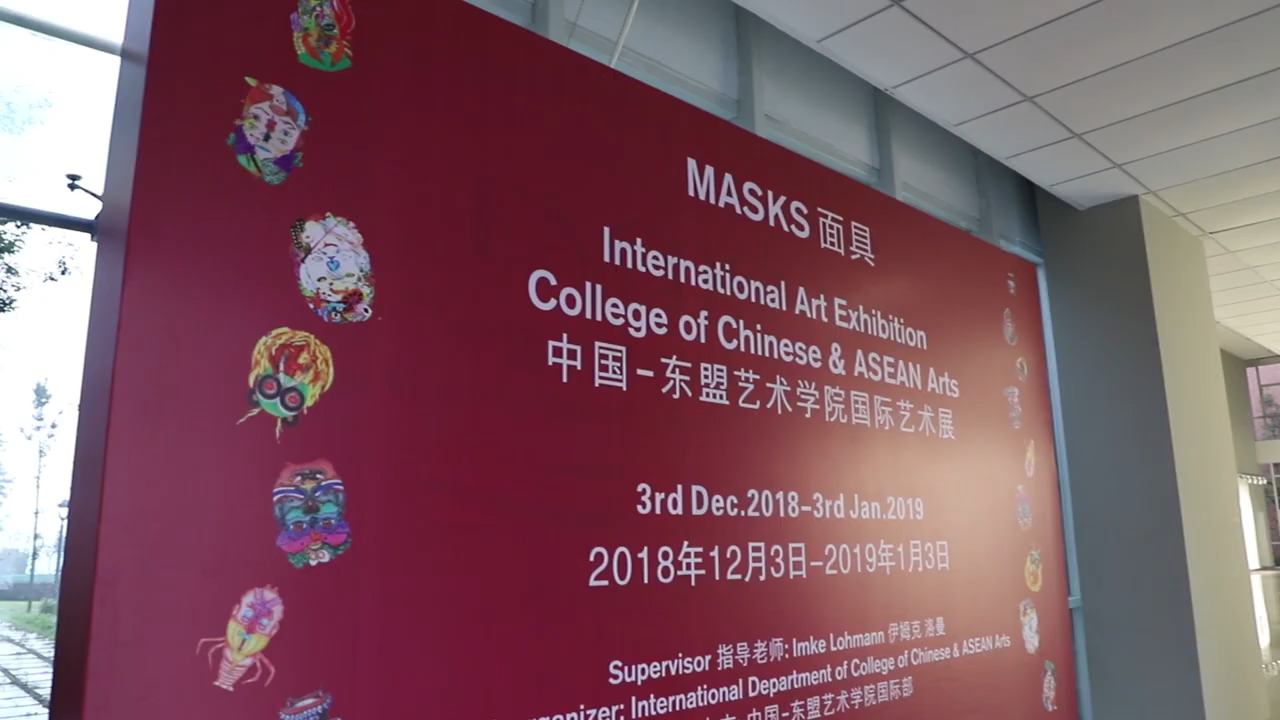 MASKS 面具
International Art Exhibition
College of Chinese & ASEAN Arts
中国-东盟艺术学院国际艺术展
3rd Dec.2018-3rd Jan.2019
2018年12月3日-2019年1月3日
Supervisor 指导老师: Imke Lohmann 伊姆克 洛曼
International Department of College of Chinese & ASEAN Arts
中国-东盟艺术学院国际部